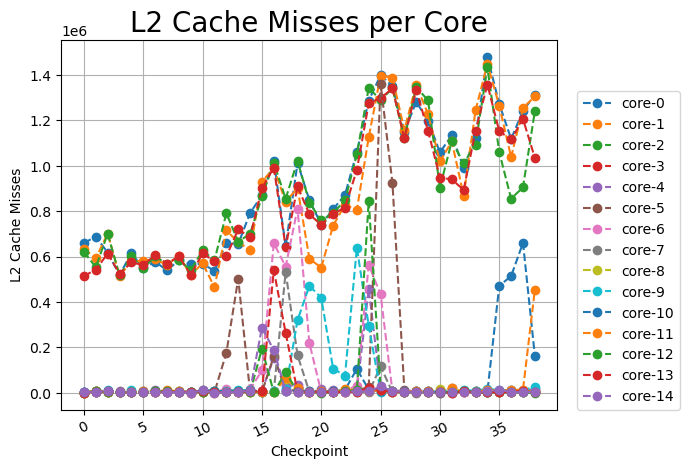 L2 Cache Misses per Core
1e6
1.4
1.2
1.0
0.8
0.6
0.4
0.2
0.0
L2 Cache Misses
0
5
10
15
20
25
30
35
Checkpoint
core-0
core-1
core-2
core-3
core-4
core-5
core-6
core-7
core-8
core-9
core-10
core-11
core-12
core-13
core-14